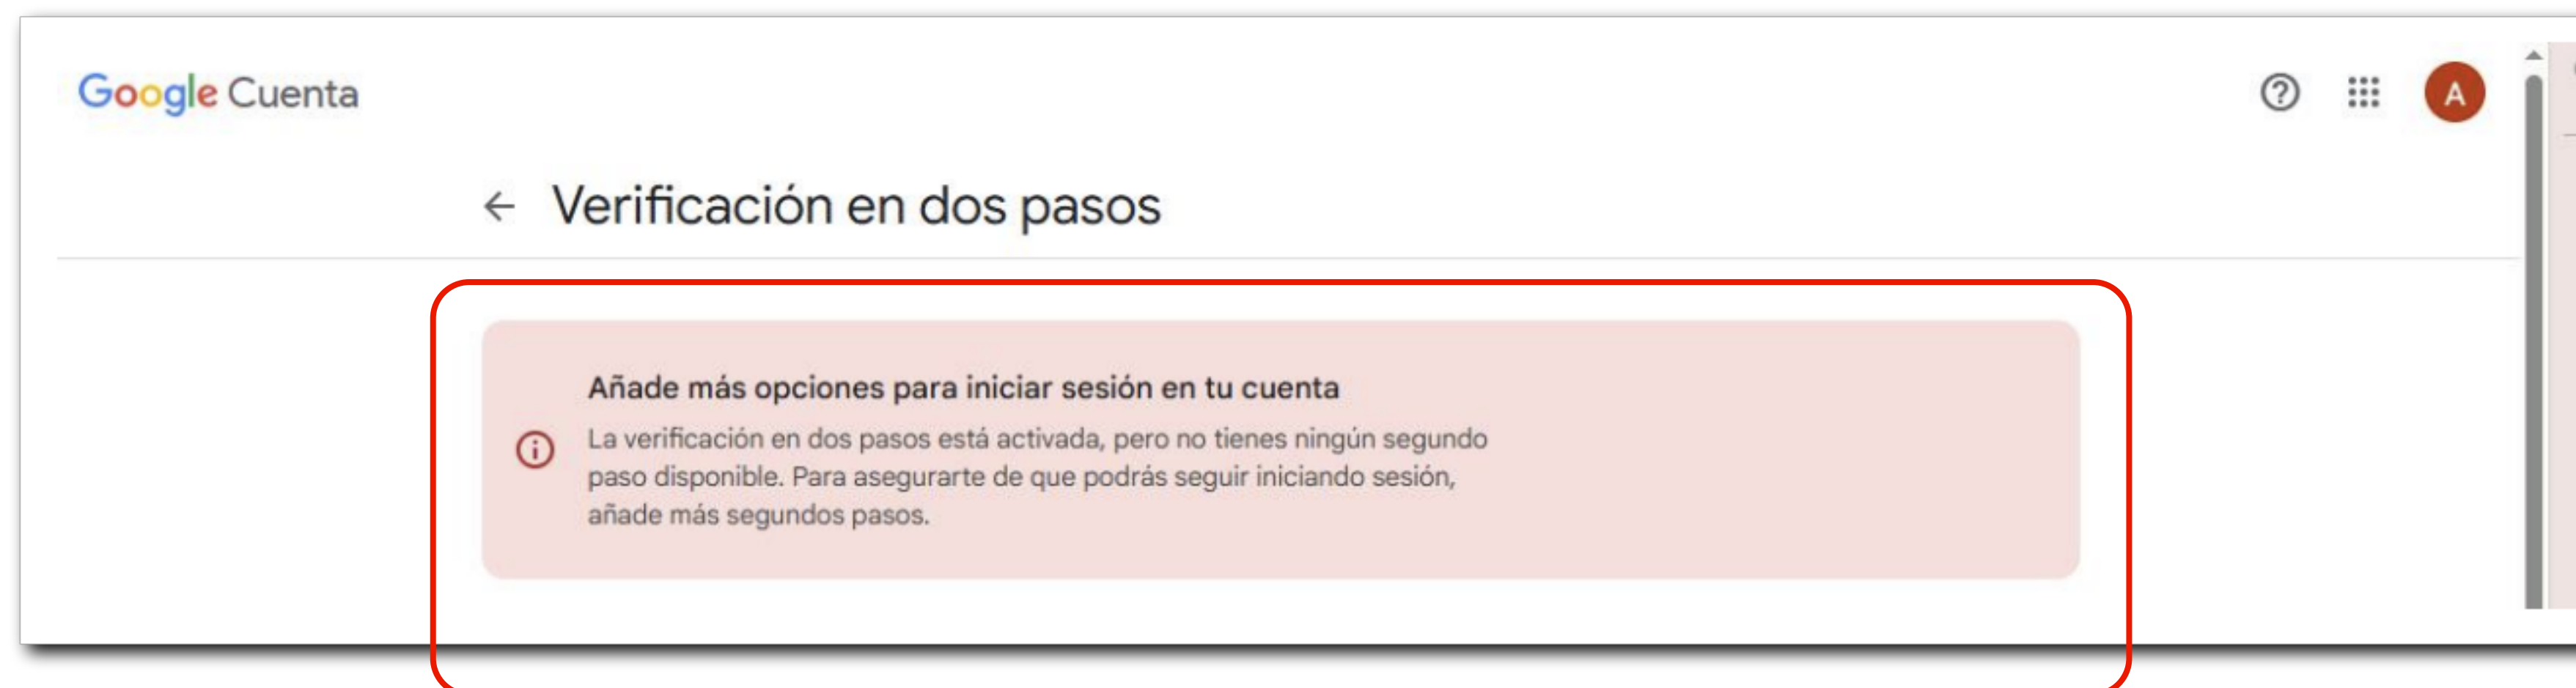 Google Cuenta
A
← Verificación en dos pasos
Añade más opciones para iniciar sesión en tu cuenta
La verificación en dos pasos está activada, pero no tienes ningún segundo
paso disponible. Para asegurarte de que podrás seguir iniciando sesión,
añade más segundos pasos.